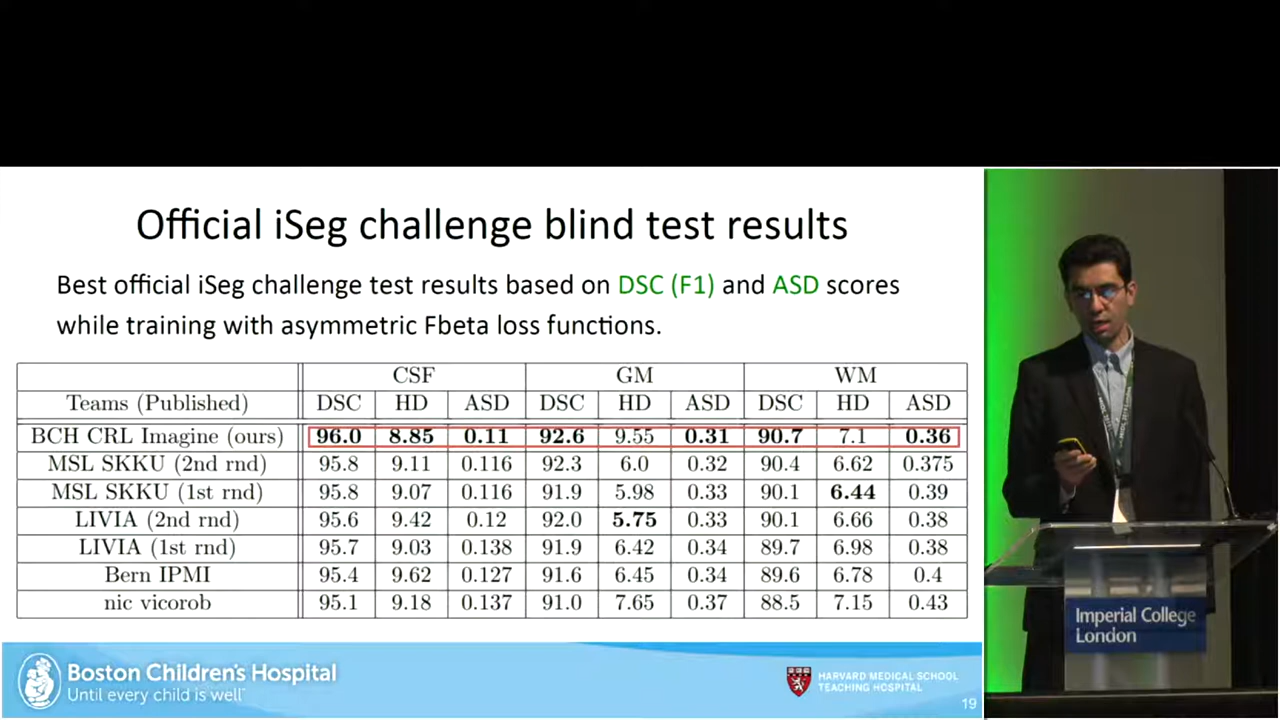 Official iSeg challenge blind test results
Best official iSeg challenge test results based on DSC (F1) and ASD scores
while training with asymmetric Fbeta loss functions.
CSF GM WM
Teams (Published) DSC HD ASD DSC HD ASD DSC HD ASD
BCH CRL Imagine (ours) 96.0 8.85 0.11 92.6 9.55 0.31 90.7 7.1 0.36
MSL SKKU (2nd rnd) 95.8 9.11 0.116 92.3 6.0 0.32 90.4 6.62 0.375
MSL SKKU (1st rnd) 95.8 9.07 0.116 91.9 5.98 0.33 90.1 6.44 0.39
LIVIA (2nd rnd) 95.6 9.42 0.12 92.0 5.75 0.33 90.1 6.66 0.38
LIVIA (1st rnd) 95.7 9.03 0.138 91.9 6.42 0.34 89.7 6.98 0.38
Bern IPMI 95.4 9.62 0.127 91.6 6.45 0.34 89.6 6.78 0.4
nic vicorob 95.1 9.18 0.137 91.0 7.65 0.37 88.5 7.15 0.43
Boston Children's Hospital
Until every child is well
HARVARD MEDICAL SCHOOL
TEACHING HOSPITAL
19
Imperial College
London